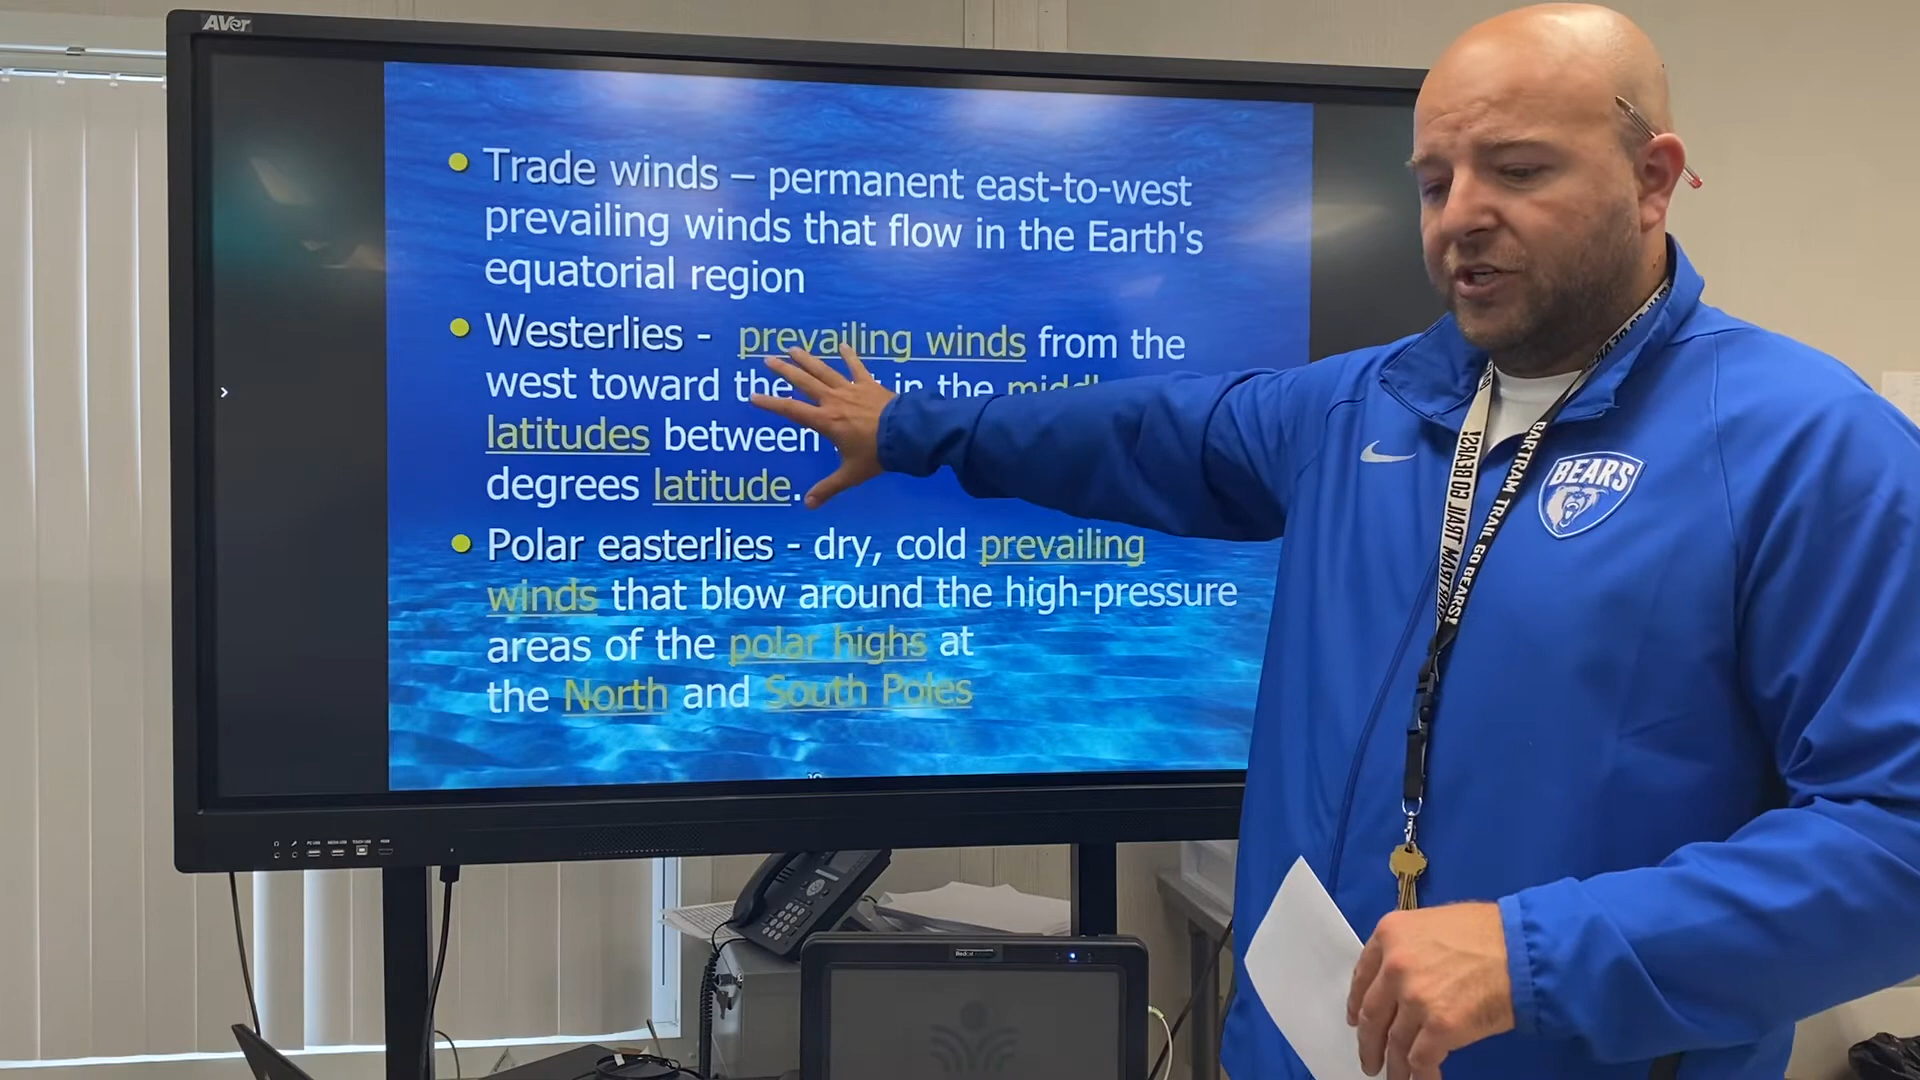 AVer
Trade winds – permanent east-to-west
prevailing winds that flow in the Earth's
equatorial region
Westerlies - prevailing winds from the
west toward the in the
latitudes between
degrees latitude.
Polar easterlies - dry, cold prevailing
winds that blow around the high-pressure
areas of the polar highs at
the North and South Poles
BEARS
BARTRAM TRAIL GO BEARS!